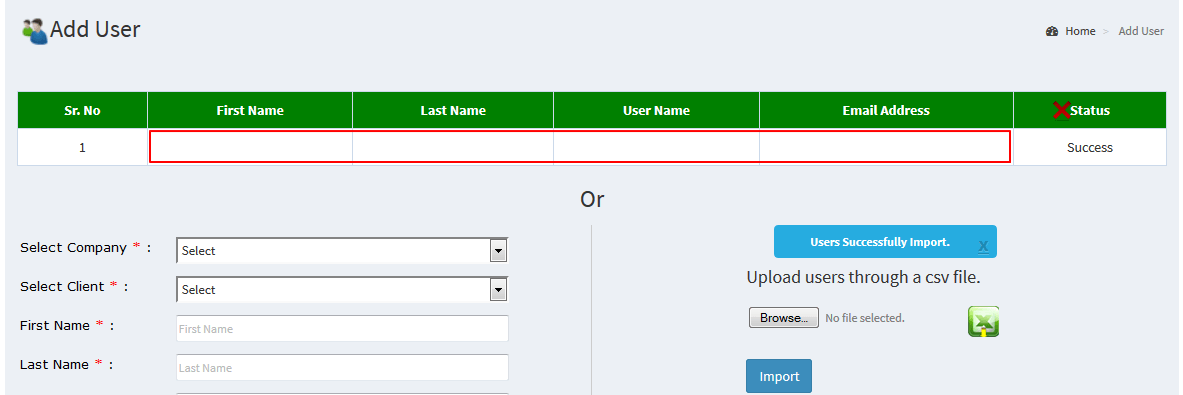 Add User
Home > Add User
Sr. No First Name Last Name User Name Email Address Status
1 Success
Or
Select Company * :
Select
Select Client * :
Select
First Name * :
First Name
Last Name * :
Last Name
Users Successfully Import. X
Upload users through a csv file.
Browse... No file selected.
Import